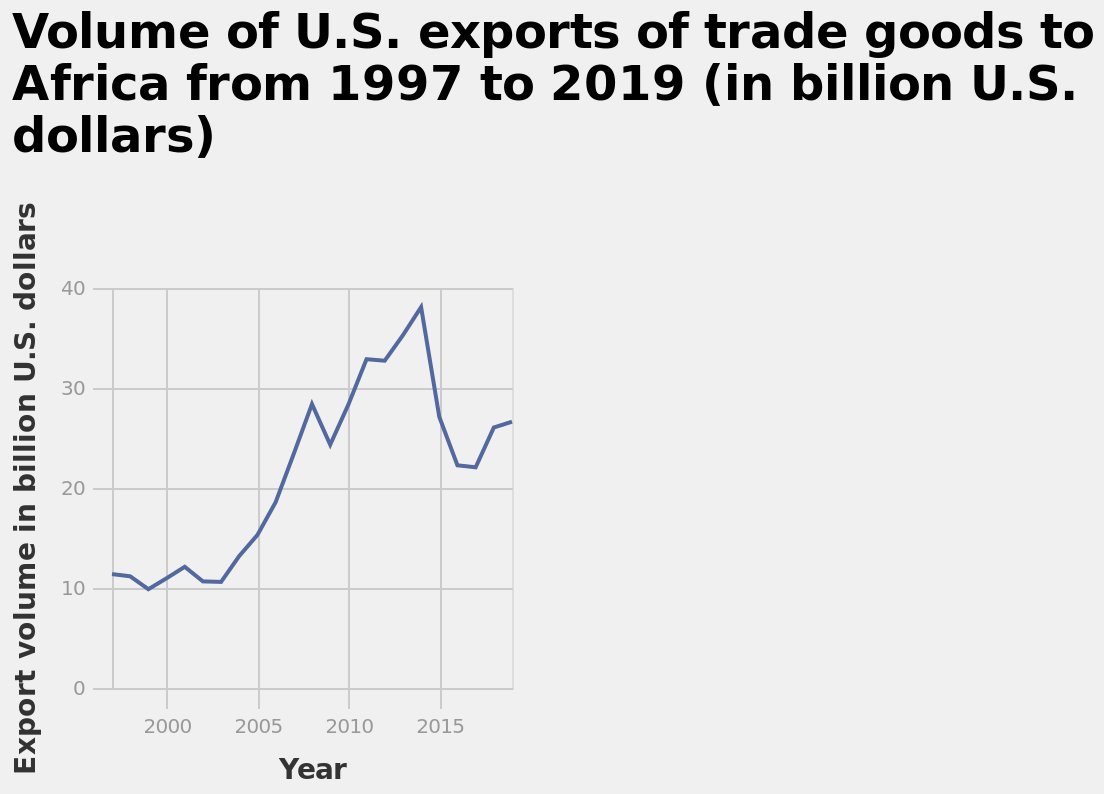 Volume of U.S. exports of trade goods to
Africa from 1997 to 2019 (in billion U.S.
dollars)
Export volume in billion U.S. dollars
40
30
20
10
0
2000 2005 2010 2015
Year